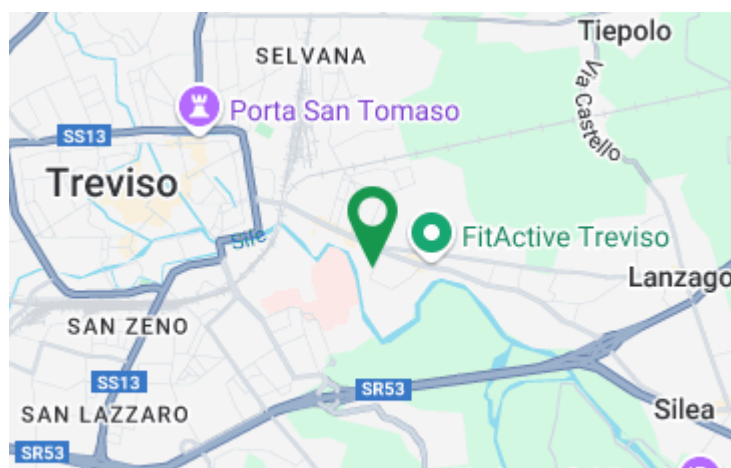 Tiepolo
SELVANA
Via Castello
Porta San Tomaso
SS13
Treviso
Sile
FitActive Treviso
Lanzago
SAN ZENO
SS13
SR53
SAN LAZZARO
Silea
SR53